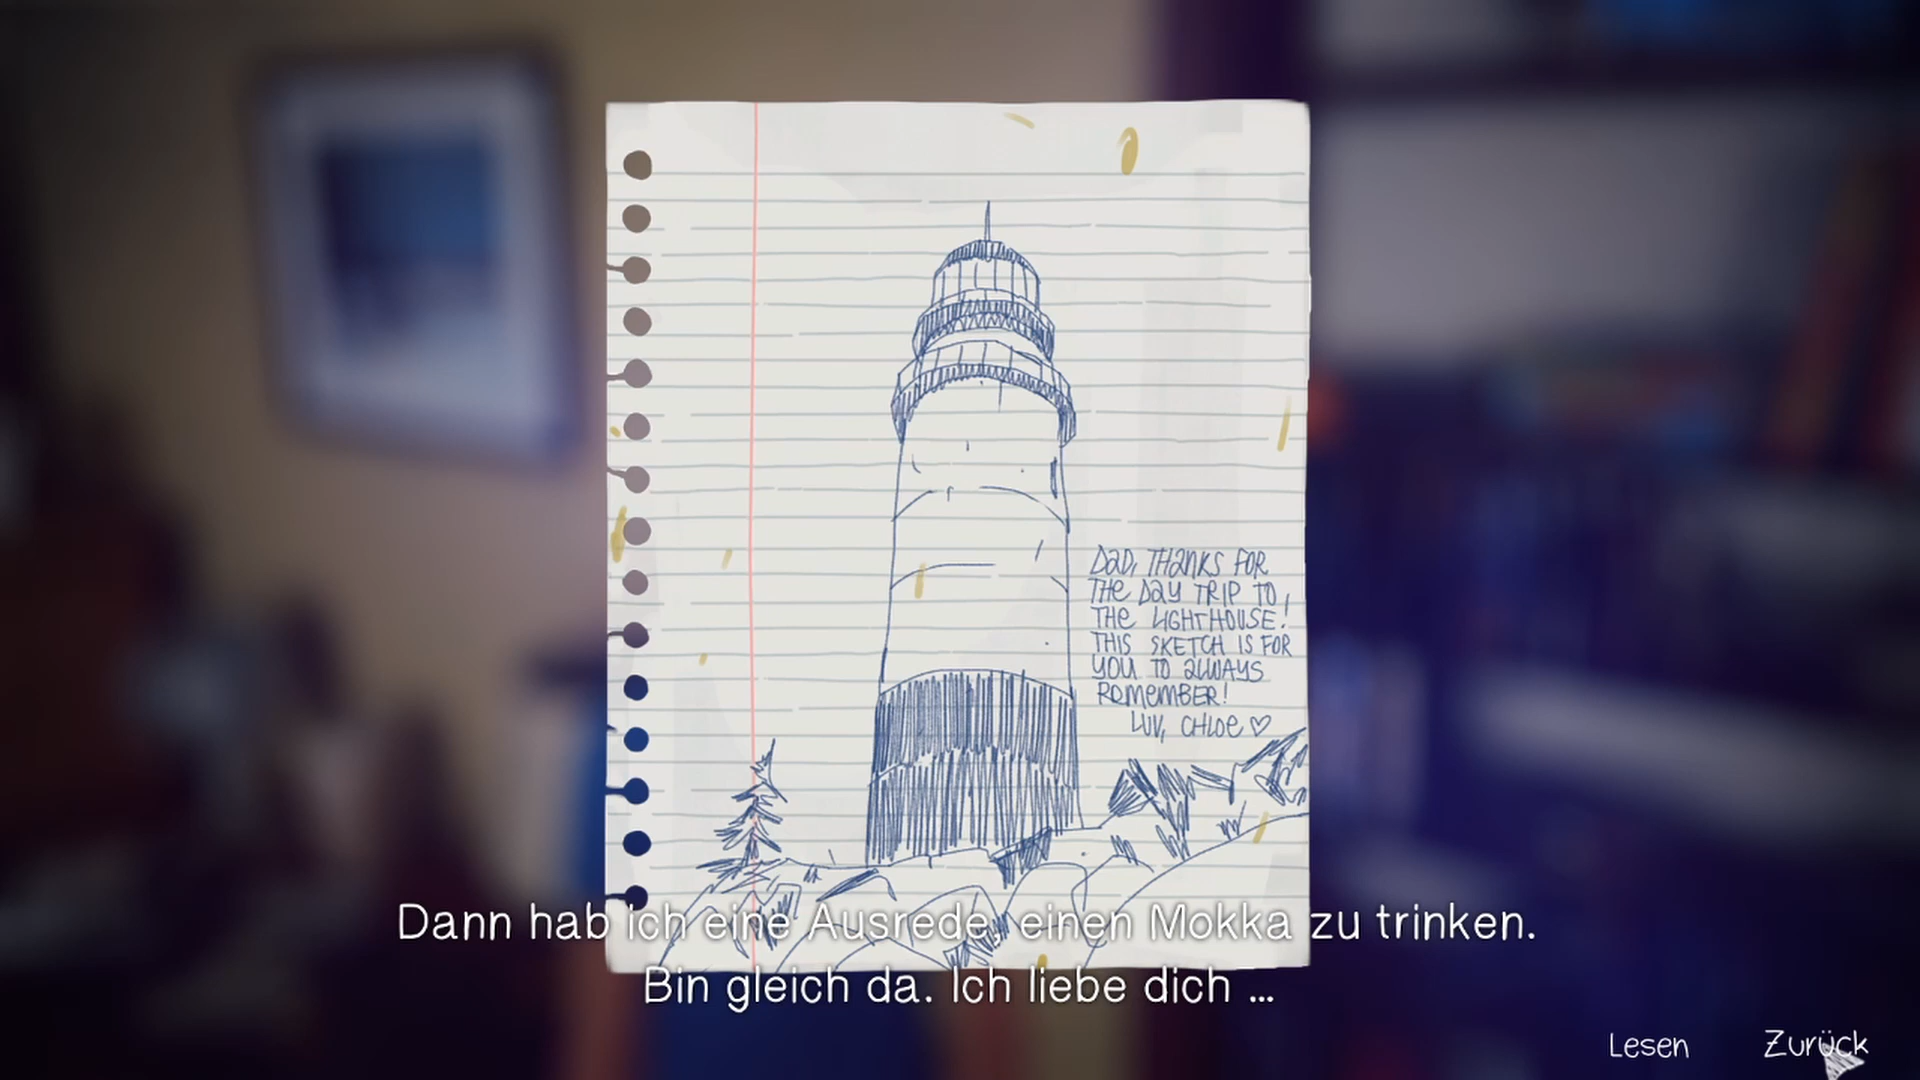 DAD, THANKS FOR
THE DAY TRIP TO
THE LIGHTHOUSE!
THIS SKETCH IS FOR
YOU TO ALWAYS
REMEMBER!
LUV, CHLOE ♡
Dann hab ich eine Ausrede, einen Mokka zu trinken.
Bin gleich da. Ich liebe dich ...
Lesen Zurück